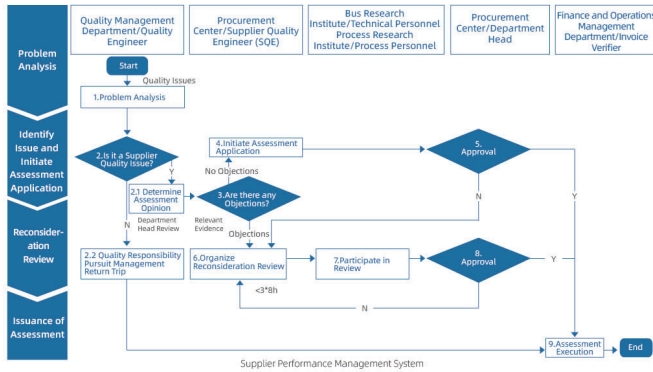 Problem
Analysis
Quality Management
Department/Quality
Engineer
Procurement
Center/Supplier Quality
Engineer (SQE)
Bus Research
Institute/Technical Personnel
Process Research
Institute/Process Personnel
Procurement
Center/Department
Head
Finance and Operations
Management
Department/Invoice
Verifier
Start
Quality Issues
1.Problem Analysis
Identify
Issue and
Initiate
Assessment
Application
2.Is it a Supplier
Quality Issue?
Y
4.Initiate Assessment
Application
5.
Approval
No Objections
2.1 Determine
Assessment
Opinion
3.Are there any
Objections?
Y
N
N
Department
Head Review
Relevant
Evidence
Objections
Reconsider-
eration
Review
2.2 Quality Responsibility
Pursuit Management
Return Trip
6.Organize
Reconsideration Review
7.Participate in
Review
8.
Approval
Y
<3*8h
N
Issuance of
Assessment
9.Assessment
Execution
End
Supplier Performance Management System